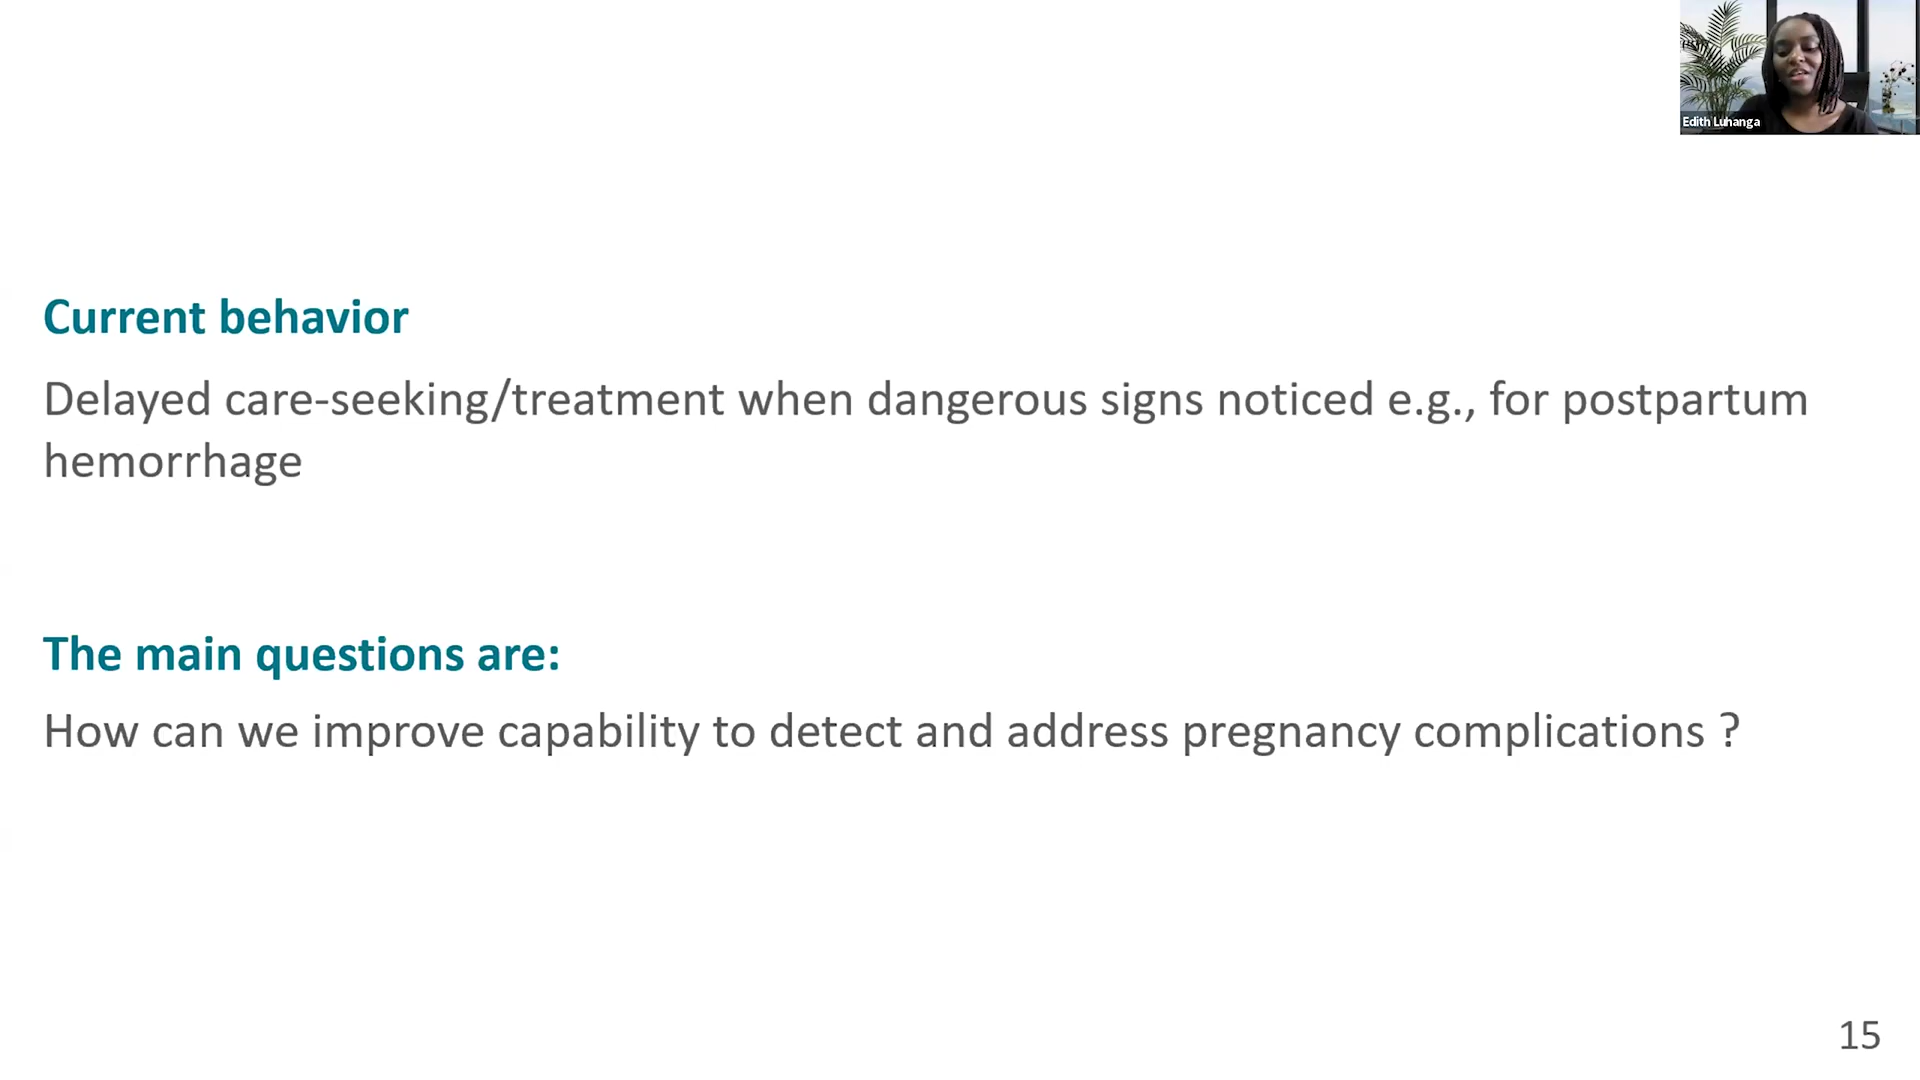 Edith Luhanga
Current behavior
Delayed care-seeking/treatment when dangerous signs noticed e.g., for postpartum
hemorrhage
The main questions are:
How can we improve capability to detect and address pregnancy complications ?
15